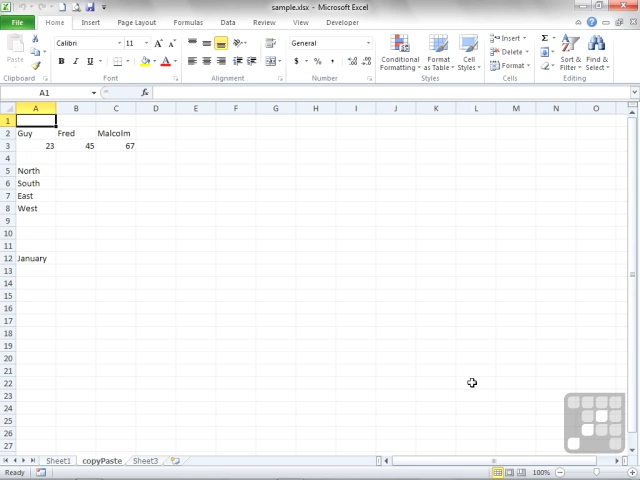 sample.xlsx - Microsoft Excel
File Home Insert Page Layout Formulas Data Review View Developer
Calibri 11 General Insert
Paste Conditional Formatting Format as Table Cell Styles Delete Sort & Filter Find & Select
Format
Clipboard Font Alignment Number Styles Cells Editing
A1 fx
A B C D E F G H I J K L M N O
1
2 Guy Fred Malcolm
3 23 45 67
4
5 North
6 South
7 East
8 West
9
10
11
12 January
13
14
15
16
17
18
19
20
21
22
23
24
25
26
27
Sheet1 copyPaste Sheet3
Ready 100%